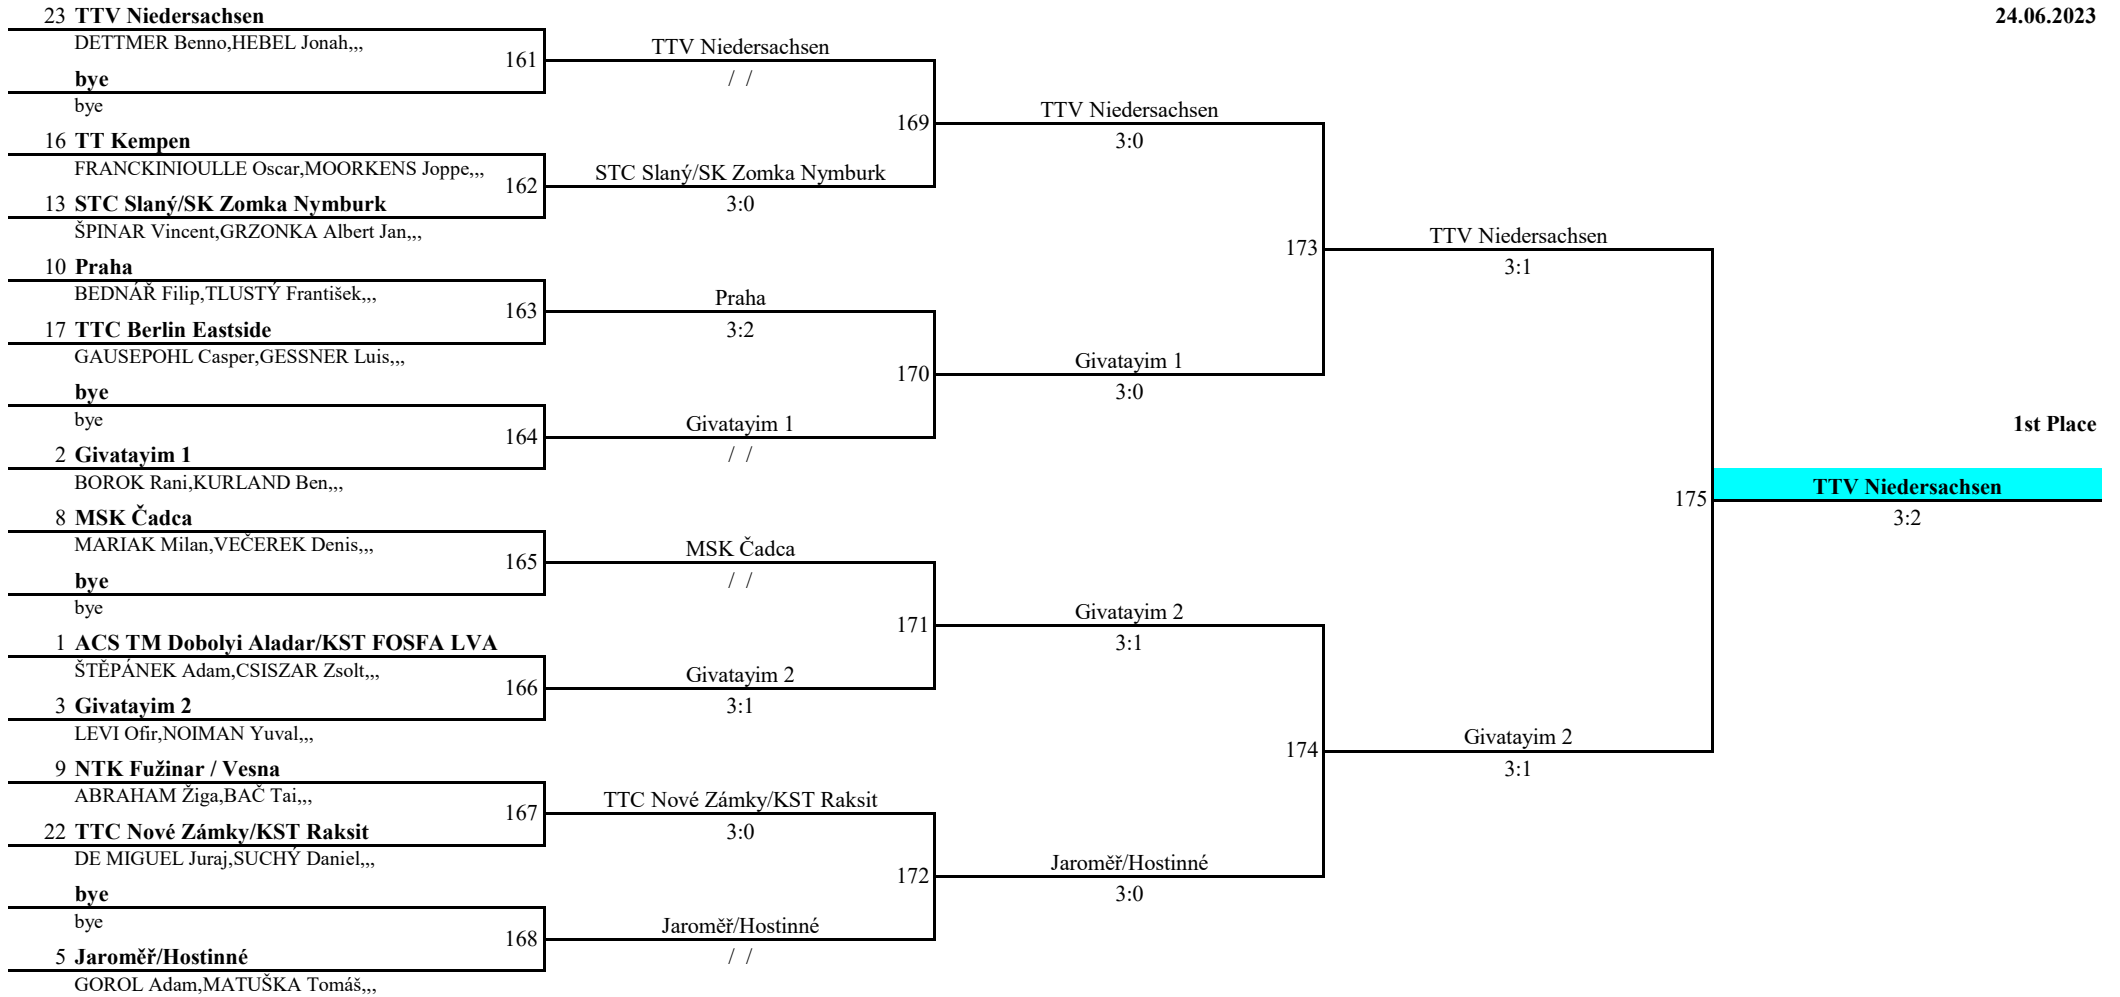 23 TTV Niedersachsen
24.06.2023
DETTMER Benno,HEBEL Jonah,,,
161
TTV Niedersachsen
/ /
bye
bye
169
TTV Niedersachsen
3:0
16 TT Kempen
FRANCKINIOULLE Oscar,MOORKENS Joppe,,,
162
STC Slaný/SK Zomka Nymburk
3:0
13 STC Slaný/SK Zomka Nymburk
ŠPINAR Vincent,GRZONKA Albert Jan,,,
173
TTV Niedersachsen
3:1
10 Praha
BEDNÁŘ Filip,TLUSTÝ František,,,
163
Praha
3:2
17 TTC Berlin Eastside
GAUSEPOHL Casper,GESSNER Luis,,,
170
Givatayim 1
3:0
bye
bye
164
Givatayim 1
/ /
1st Place
2 Givatayim 1
BOROK Rani,KURLAND Ben,,,
175
TTV Niedersachsen
3:2
8 MSK Čadca
MARIAK Milan,VEČEREK Denis,,,
165
MSK Čadca
/ /
bye
bye
171
Givatayim 2
3:1
1 ACS TM Dobolyi Aladar/KST FOSFA LVA
ŠTĚPÁNEK Adam,CSISZAR Zsolt,,,
166
Givatayim 2
3:1
3 Givatayim 2
LEVI Ofir,NOIMAN Yuval,,,
174
Givatayim 2
3:1
9 NTK Fužinar / Vesna
ABRAHAM Žiga,BAČ Tai,,,
167
TTC Nové Zámky/KST Raksit
3:0
22 TTC Nové Zámky/KST Raksit
DE MIGUEL Juraj,SUCHÝ Daniel,,,
172
Jaroměř/Hostinné
3:0
bye
bye
168
Jaroměř/Hostinné
/ /
5 Jaroměř/Hostinné
GOROL Adam,MATUŠKA Tomáš,,,